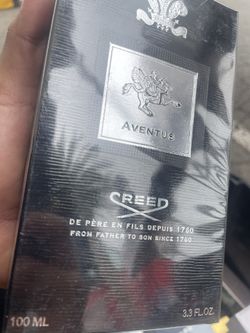 AVENTUS
CREED
DE PÈRE EN FILS DEPUIS 1760
FROM FATHER TO SON SINCE 1760
100 ML
3.3 FL.OZ.